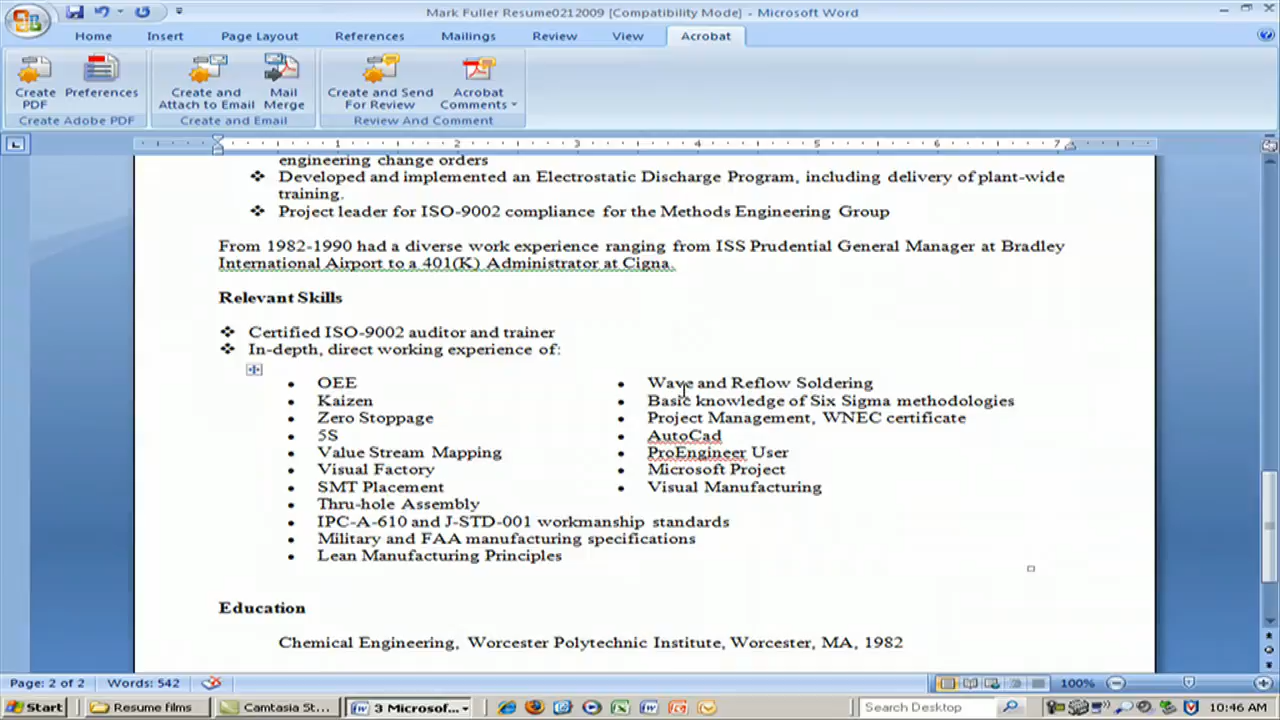 Mark Fuller Resume0212009 [Compatibility Mode] - Microsoft Word
Home Insert Page Layout References Mailings Review View Acrobat
Create PDF Preferences Create and Attach to Email Mail Merge Create and Send For Review Acrobat Comments
Create Adobe PDF Create and Email Review And Comment
1 2 3 4 5 6 7
engineering change orders
❖ Developed and implemented an Electrostatic Discharge Program, including delivery of plant-wide
training.
❖ Project leader for ISO-9002 compliance for the Methods Engineering Group
From 1982-1990 had a diverse work experience ranging from ISS Prudential General Manager at Bradley
International Airport to a 401(K) Administrator at Cigna.
Relevant Skills
❖ Certified ISO-9002 auditor and trainer
❖ In-depth, direct working experience of:
• OEE
• Kaizen
• Zero Stoppage
• 5S
• Value Stream Mapping
• Visual Factory
• SMT Placement
• Thru-hole Assembly
• IPC-A-610 and J-STD-001 workmanship standards
• Military and FAA manufacturing specifications
• Lean Manufacturing Principles
• Wave and Reflow Soldering
• Basic knowledge of Six Sigma methodologies
• Project Management, WNEC certificate
• AutoCad
• ProEngineer User
• Microsoft Project
• Visual Manufacturing
Education
Chemical Engineering, Worcester Polytechnic Institute, Worcester, MA, 1982
Page: 2 of 2 Words: 542 100%
Start Resume films Camtasia St... 3 Microsof... Search Desktop 10:46 AM